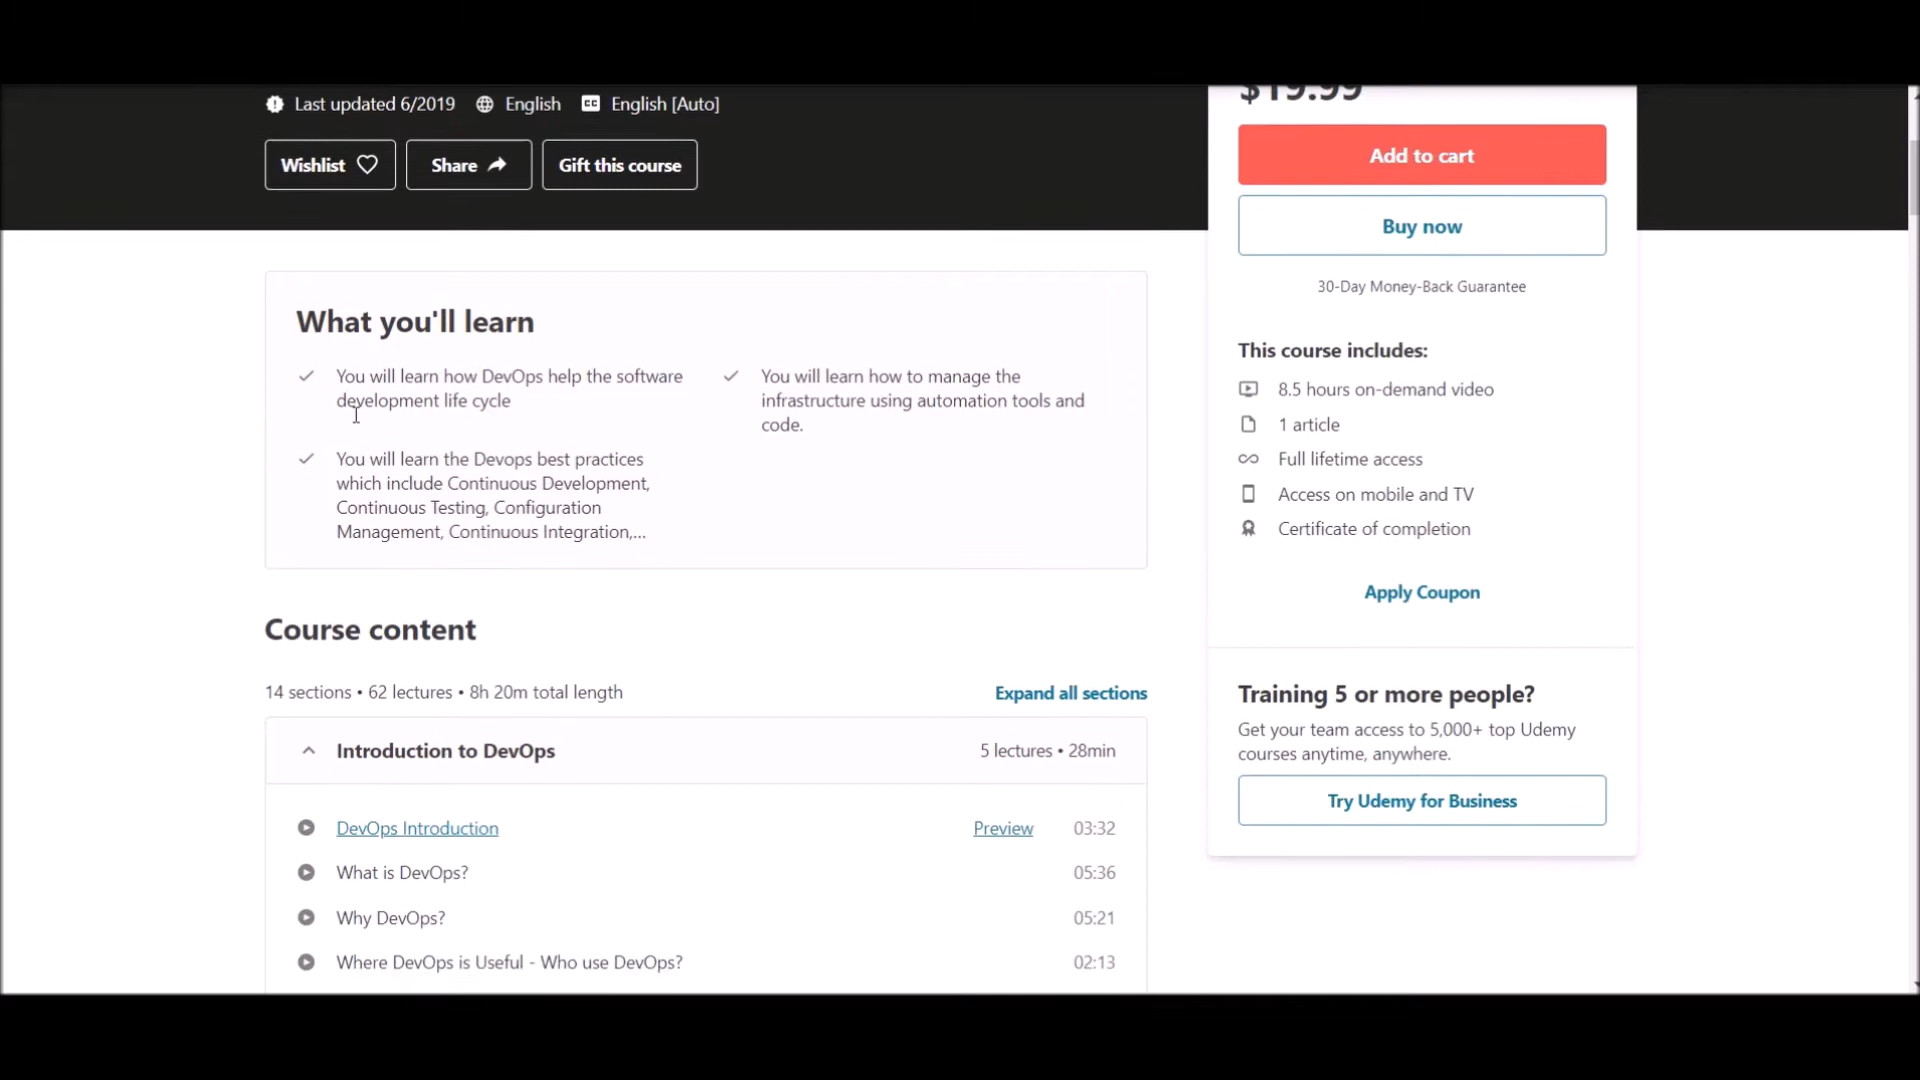 Last updated 6/2019 English English [Auto]
Wishlist Share Gift this course
$19.99
Add to cart
Buy now
30-Day Money-Back Guarantee
This course includes:
8.5 hours on-demand video
1 article
Full lifetime access
Access on mobile and TV
Certificate of completion
Apply Coupon
Training 5 or more people?
Get your team access to 5,000+ top Udemy
courses anytime, anywhere.
Try Udemy for Business
What you'll learn
You will learn how DevOps help the software
development life cycle
You will learn how to manage the
infrastructure using automation tools and
code.
You will learn the Devops best practices
which include Continuous Development,
Continuous Testing, Configuration
Management, Continuous Integration,...
Course content
14 sections • 62 lectures • 8h 20m total length Expand all sections
Introduction to DevOps 5 lectures • 28min
DevOps Introduction Preview 03:32
What is DevOps? 05:36
Why DevOps? 05:21
Where DevOps is Useful - Who use DevOps? 02:13